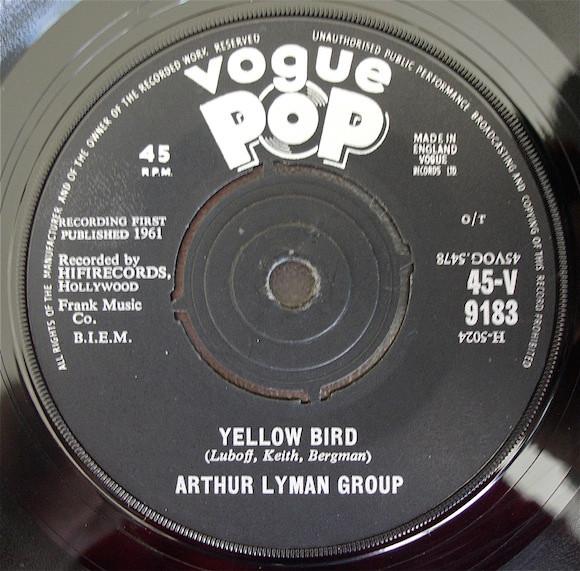 ALL RIGHTS OF THE MANUFACTURER AND OF THE OWNER OF THE RECORDED WORK RESERVED
UNAUTHORISED PUBLIC PERFORMANCE BROADCASTING AND COPYING OF THIS RECORD PROHIBITED
vogue
POP
45
R.P.M.
MADE IN
ENGLAND
VOGUE
RECORDS LTD
RECORDING FIRST
PUBLISHED 1961
Recorded by
HIFIRECORDS,
HOLLYWOOD
Frank Music
Co.
B.I.E.M.
o/r
45VOG.5478
45-V
9183
H-5024
YELLOW BIRD
(Luboff, Keith, Bergman)
ARTHUR LYMAN GROUP